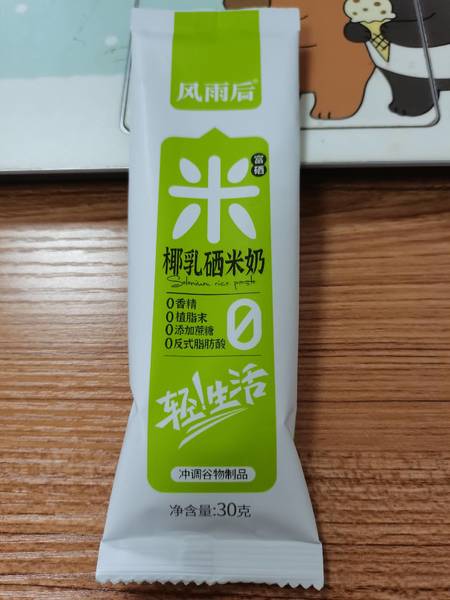 风雨后®
米
富硒
椰乳硒米奶
Selenium rice paste
0香精
0植脂末
0添加蔗糖
0反式脂肪酸
0
轻!生活
冲调谷物制品
净含量:30克